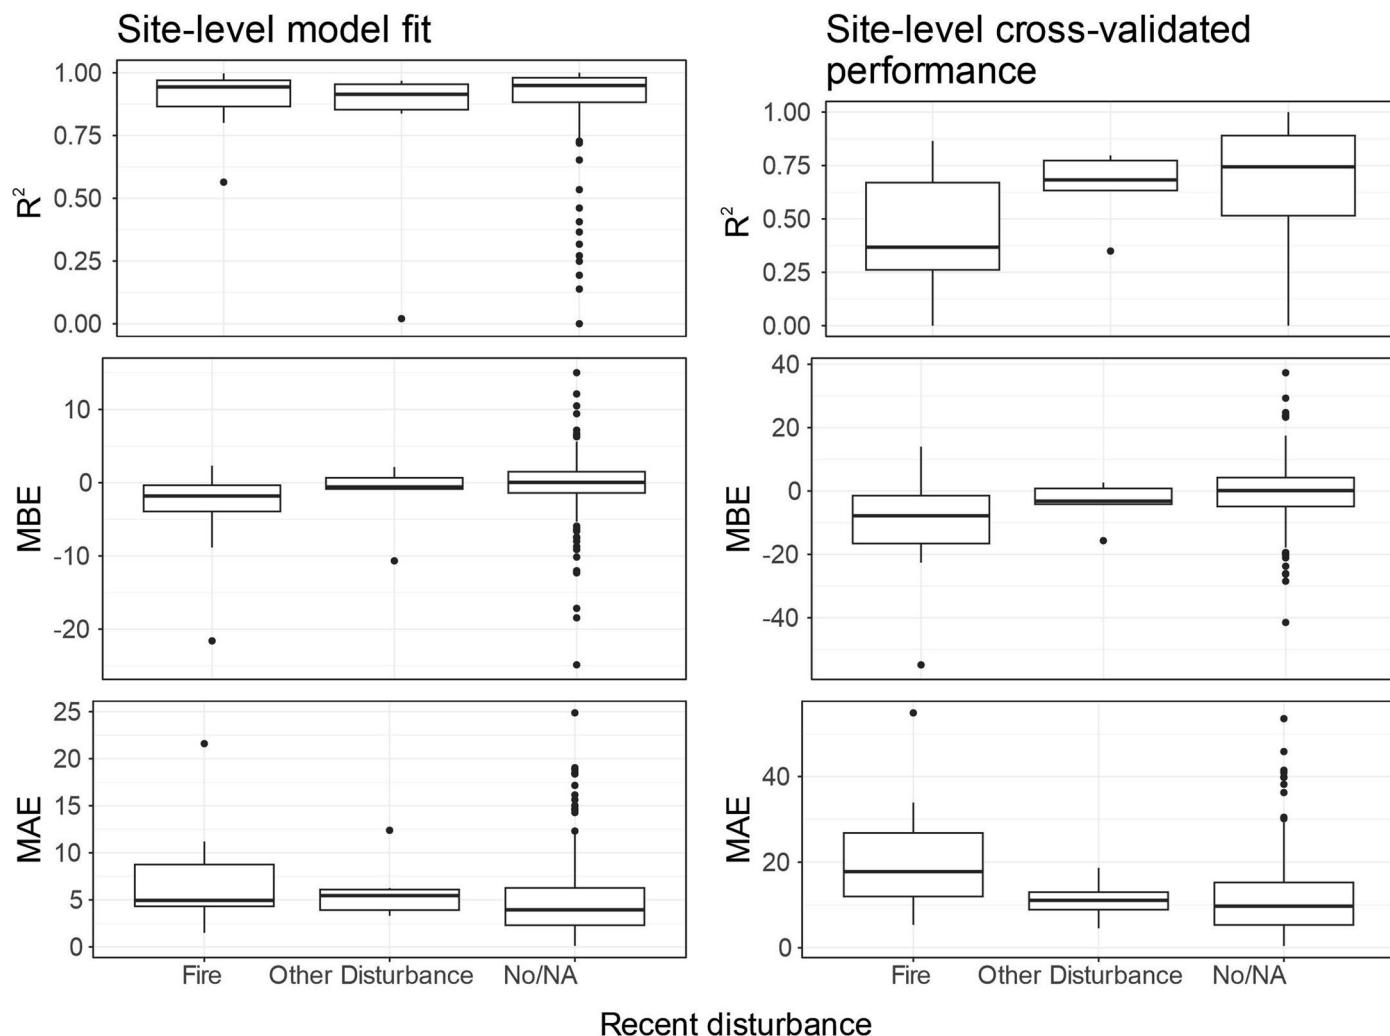 Site-level model fit
1.00
0.75
0.50
0.25
0.00
R²
10
0
-10
-20
MBE
25
20
15
10
5
0
MAE
Fire
Other Disturbance
No/NA
Site-level cross-validated
performance
1.00
0.75
0.50
0.25
0.00
R²
40
20
0
-20
-40
MBE
40
20
0
MAE
Fire
Other Disturbance
No/NA
Recent disturbance